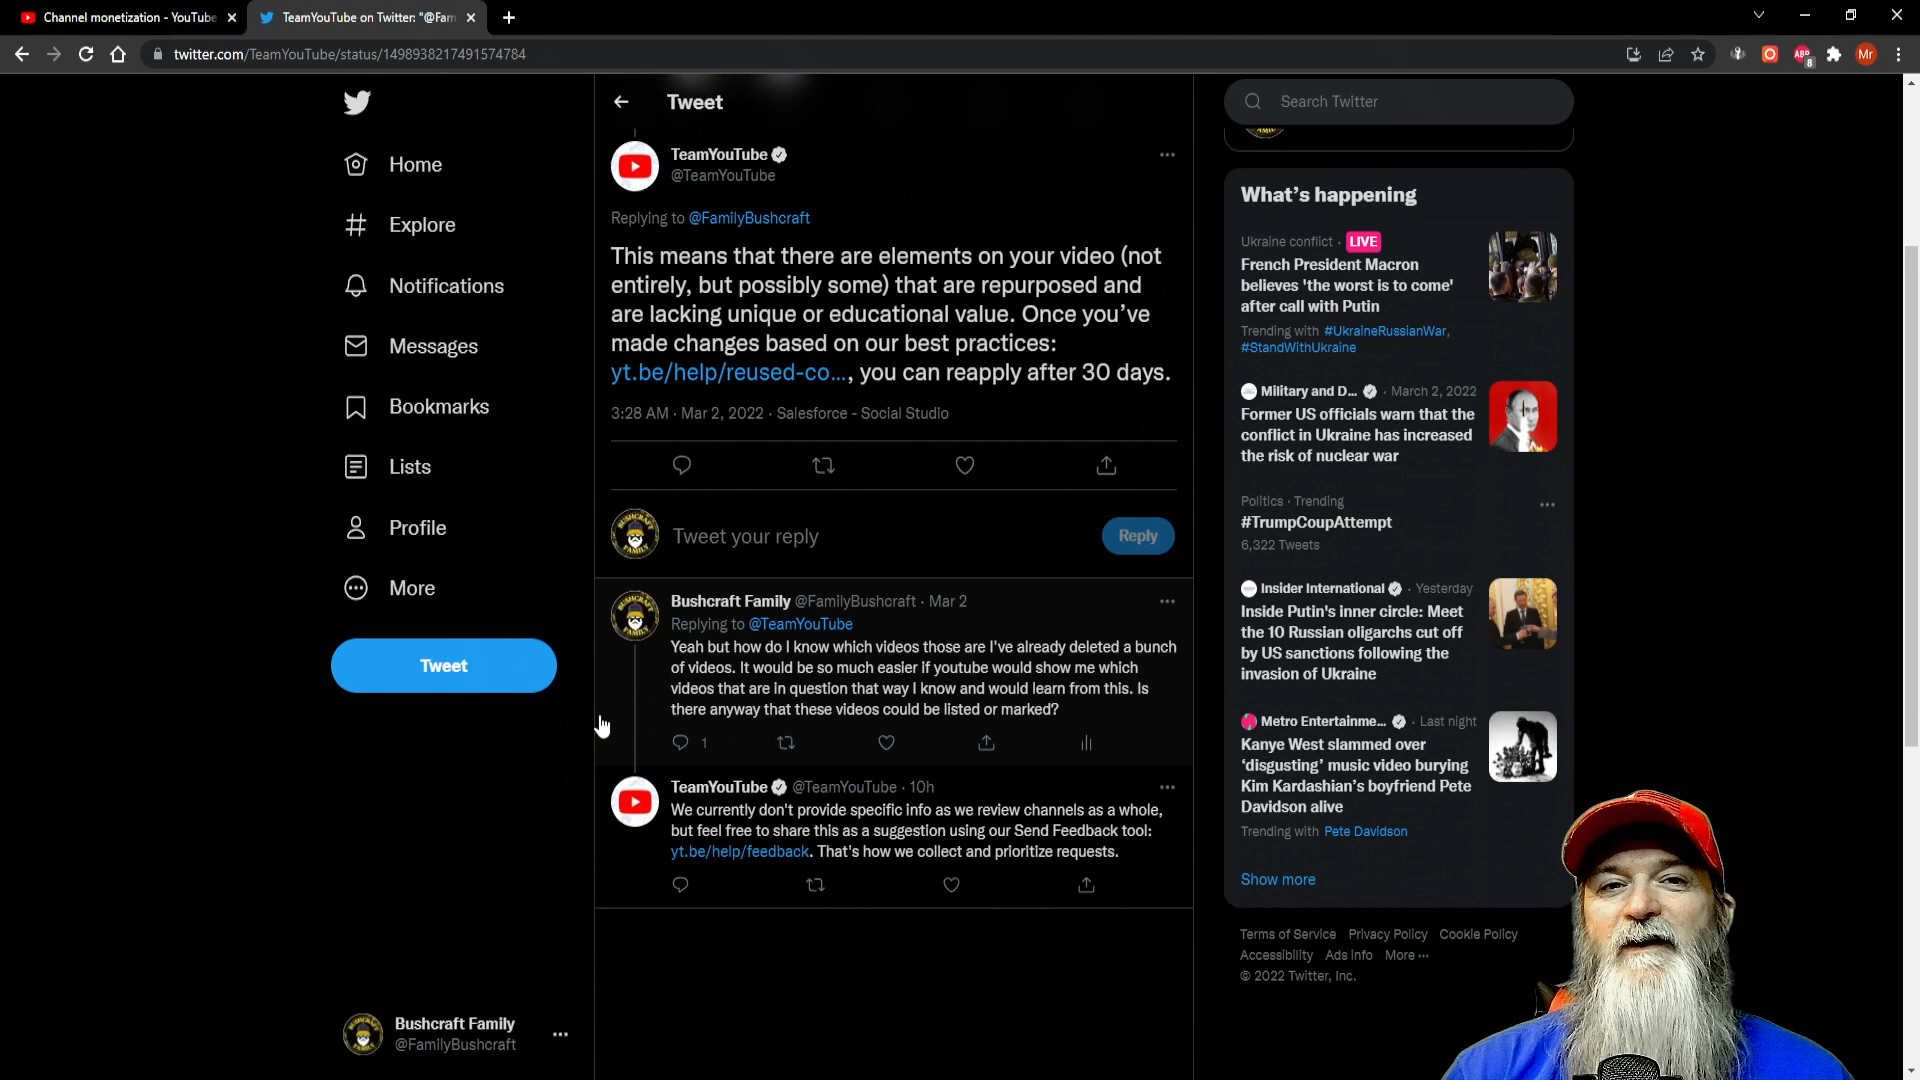 Channel monetization - YouTube
TeamYouTube on Twitter: "@Fam
twitter.com/TeamYouTube/status/1498938217491574784
ABP
8
Mr
Home
Explore
Notifications
Messages
Bookmarks
Lists
Profile
More
Tweet
Bushcraft Family
@FamilyBushcraft
Tweet
TeamYouTube
@TeamYouTube
Replying to @FamilyBushcraft
This means that there are elements on your video (not
entirely, but possibly some) that are repurposed and
are lacking unique or educational value. Once you’ve
made changes based on our best practices:
yt.be/help/reused-co…, you can reapply after 30 days.
3:28 AM · Mar 2, 2022 · Salesforce - Social Studio
BUSHCRAFT
FAMILY
Tweet your reply
Reply
Bushcraft Family @FamilyBushcraft · Mar 2
Replying to @TeamYouTube
Yeah but how do I know which videos those are I've already deleted a bunch
of videos. It would be so much easier if youtube would show me which
videos that are in question that way I know and would learn from this. Is
there anyway that these videos could be listed or marked?
1
TeamYouTube @TeamYouTube · 10h
We currently don't provide specific info as we review channels as a whole,
but feel free to share this as a suggestion using our Send Feedback tool:
yt.be/help/feedback. That's how we collect and prioritize requests.
Search Twitter
What’s happening
Ukraine conflict · LIVE
French President Macron
believes 'the worst is to come'
after call with Putin
Trending with #UkraineRussianWar,
#StandWithUkraine
Military and D... · March 2, 2022
Former US officials warn that the
conflict in Ukraine has increased
the risk of nuclear war
Politics · Trending
#TrumpCoupAttempt
6,322 Tweets
Insider International · Yesterday
Inside Putin's inner circle: Meet
the 10 Russian oligarchs cut off
by US sanctions following the
invasion of Ukraine
Metro Entertainme... · Last night
Kanye West slammed over
‘disgusting’ music video burying
Kim Kardashian’s boyfriend Pete
Davidson alive
Trending with Pete Davidson
Show more
Terms of Service Privacy Policy Cookie Policy
Accessibility Ads info More ···
© 2022 Twitter, Inc.